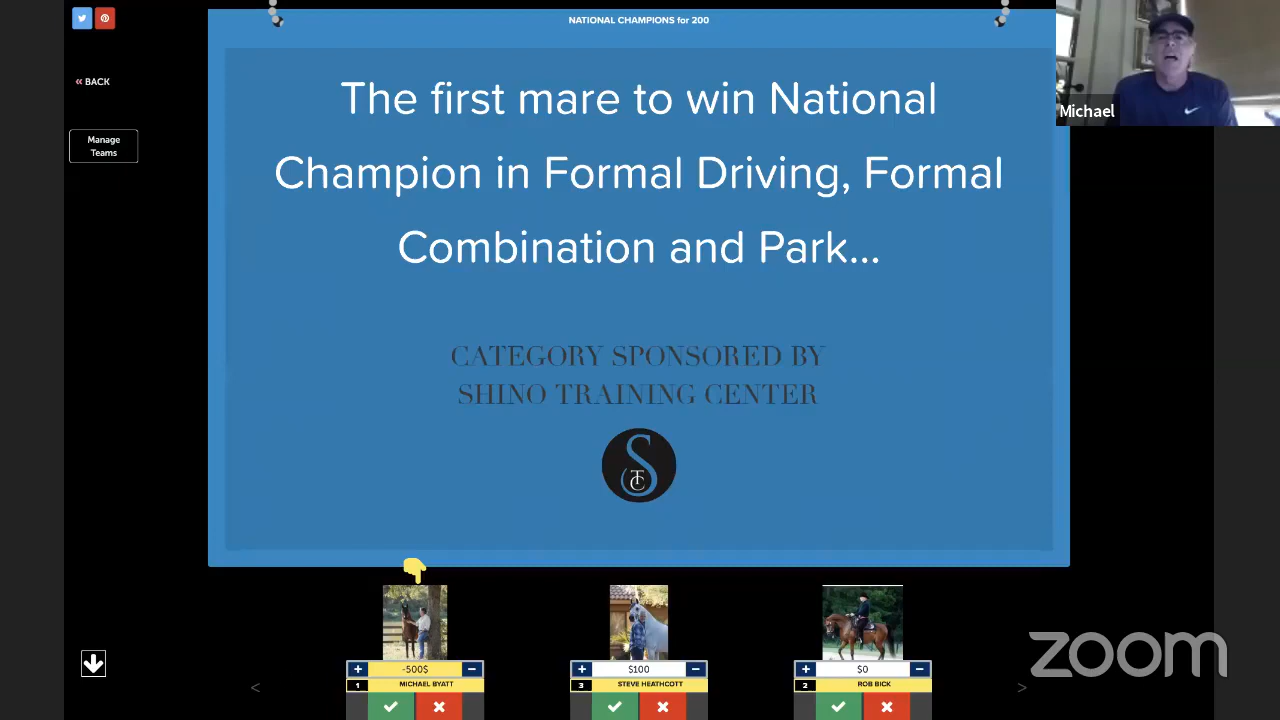 NATIONAL CHAMPIONS for 200
« BACK
Manage
Teams
Michael
The first mare to win National
Champion in Formal Driving, Formal
Combination and Park...
CATEGORY SPONSORED BY
SHINO TRAINING CENTER
STC
+ -500$ −
1 MICHAEL BYATT
+ $100 −
3 STEVE HEATHCOTT
+ $0 −
2 ROB BICK
< >
zoom